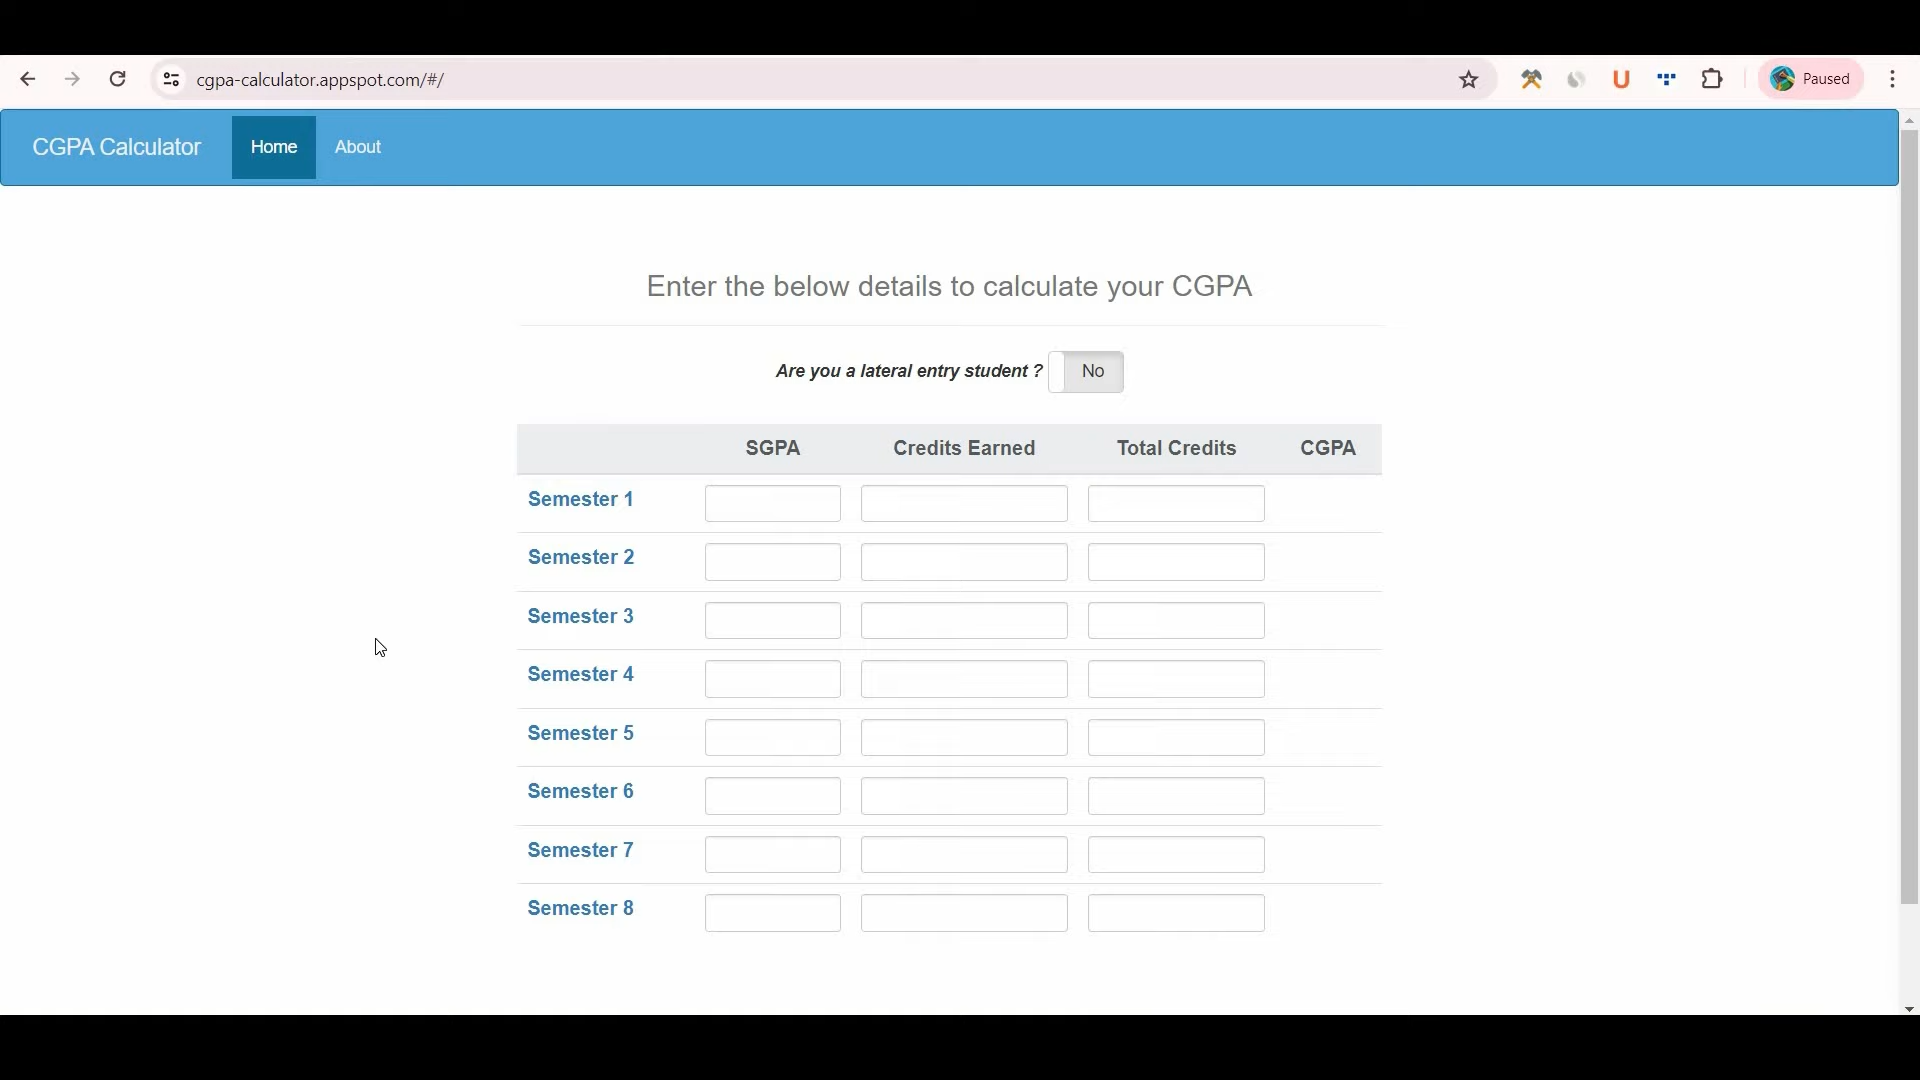 cgpa-calculator.appspot.com/#/
Paused
CGPA Calculator Home About
Enter the below details to calculate your CGPA
Are you a lateral entry student ? No
SGPA Credits Earned Total Credits CGPA
Semester 1
Semester 2
Semester 3
Semester 4
Semester 5
Semester 6
Semester 7
Semester 8